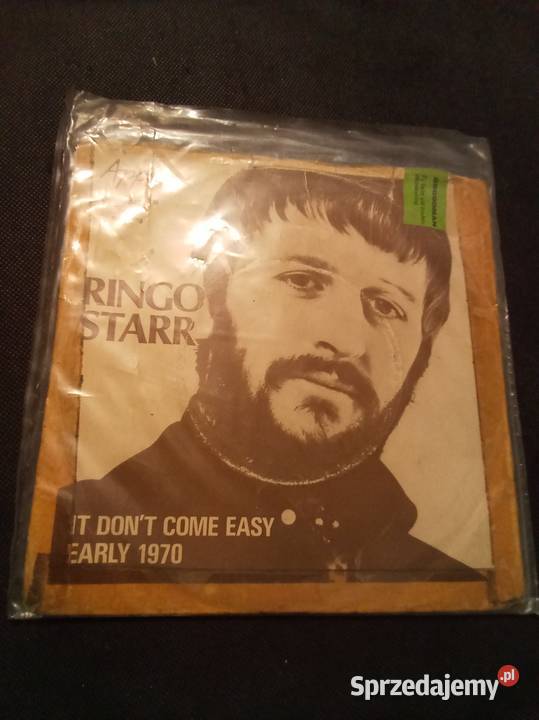 RINGO
STARR
IT DON'T COME EASY
EARLY 1970
Sprzedajemy.pl